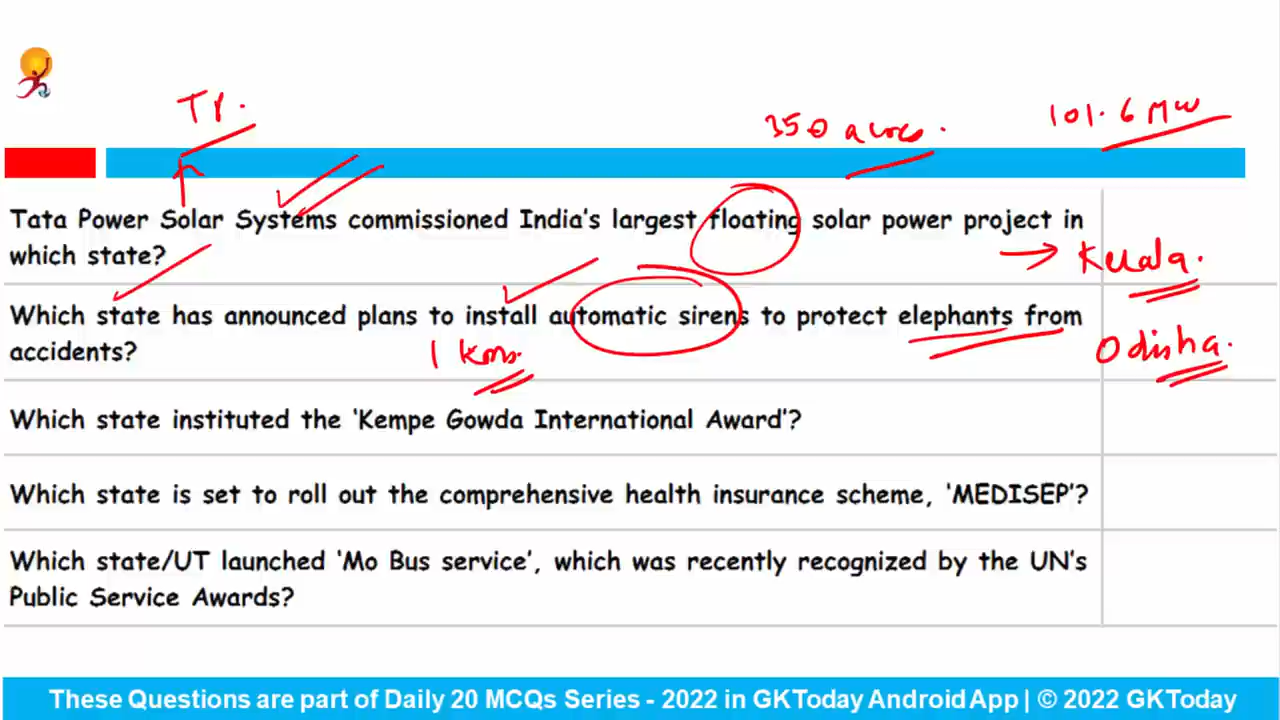 TP.
350 acres.
101.6 MW
Tata Power Solar Systems commissioned India's largest floating solar power project in
which state?
→ Kerala.
Which state has announced plans to install automatic sirens to protect elephants from
accidents?
1 km.
Odisha.
Which state instituted the 'Kempe Gowda International Award'?
Which state is set to roll out the comprehensive health insurance scheme, 'MEDISEP'?
Which state/UT launched 'Mo Bus service', which was recently recognized by the UN's
Public Service Awards?
These Questions are part of Daily 20 MCQs Series - 2022 in GKToday Android App | © 2022 GKToday